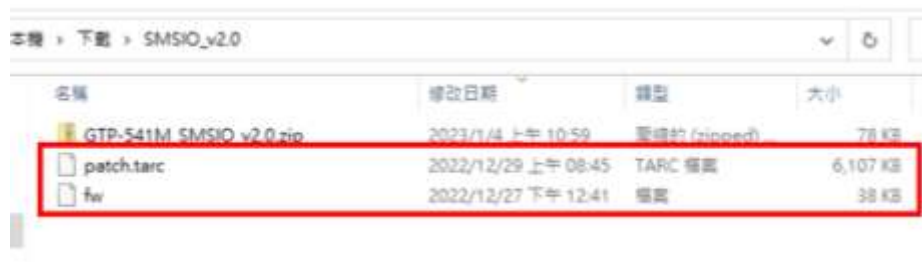 本機 › 下載 › SMSIO_v2.0
名稱 修改日期 類型 大小
GTP-541M_SMSIO_v2.0.zip 2023/1/4 上午 10:59 壓縮的 (zipped) ... 78 KB
patch.tarc 2022/12/29 上午 08:45 TARC 檔案 6,107 KB
fw 2022/12/27 下午 12:41 檔案 38 KB